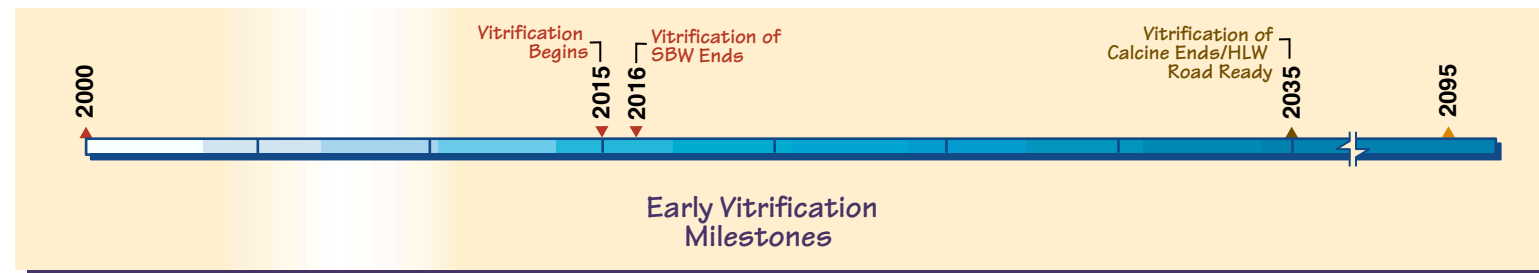 2000
Vitrification
Begins
2015
2016
Vitrification of
SBW Ends
Vitrification of
Calcine Ends/HLW
Road Ready
2035
2095
Early Vitrification
Milestones